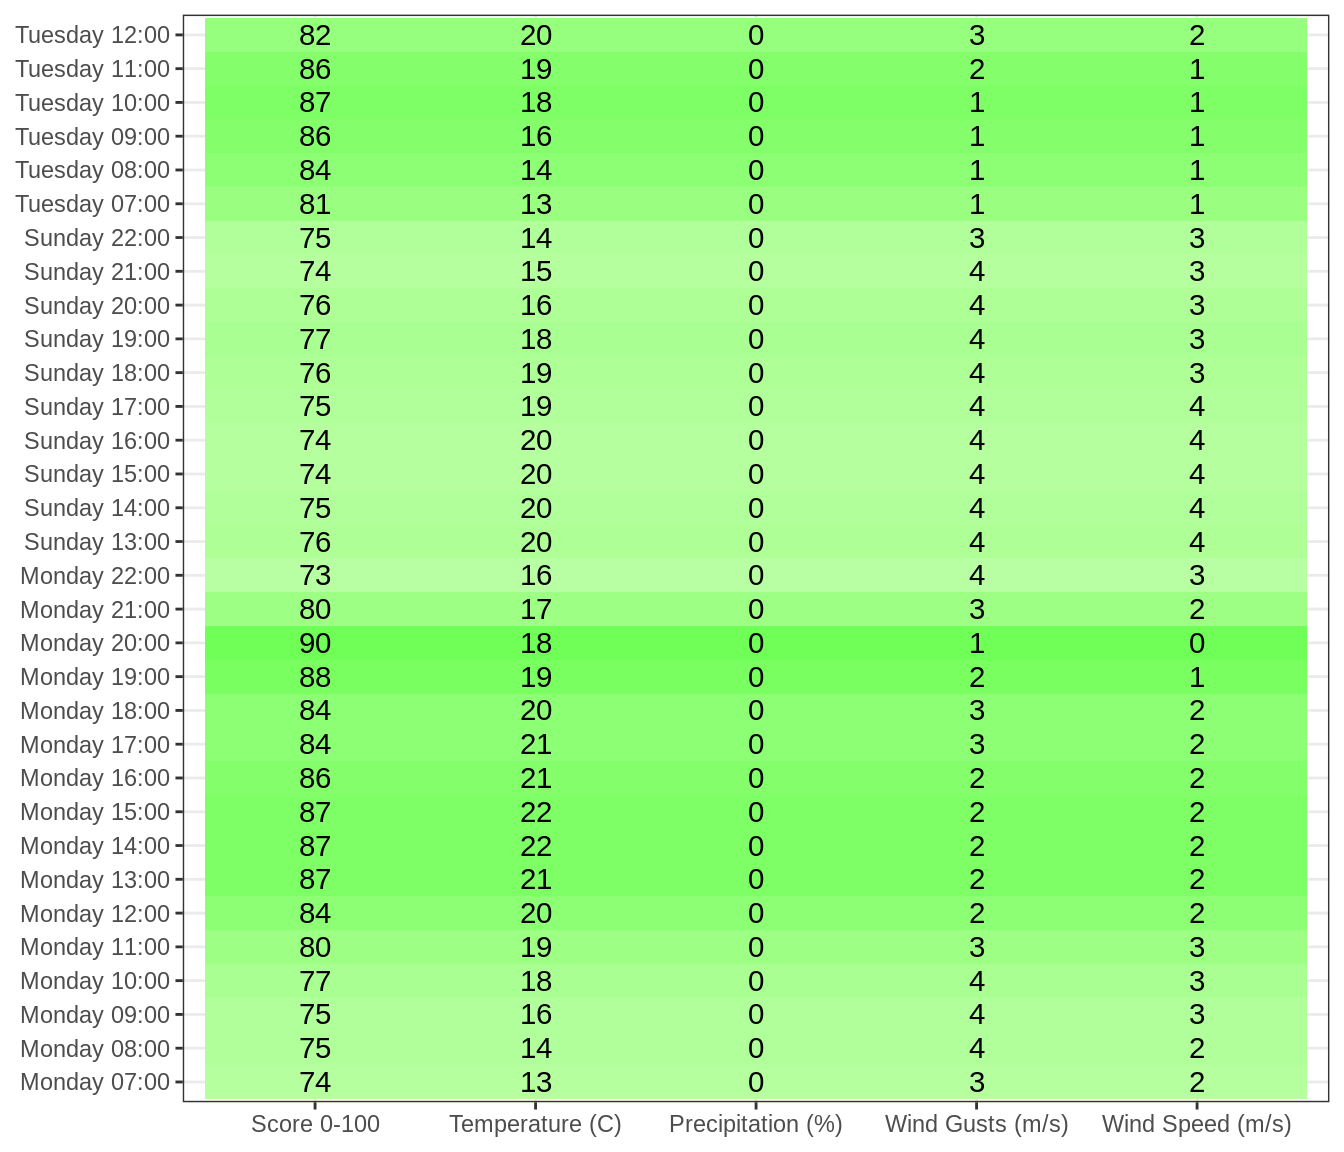 Tuesday 12:00 82 20 0 3 2
Tuesday 11:00 86 19 0 2 1
Tuesday 10:00 87 18 0 1 1
Tuesday 09:00 86 16 0 1 1
Tuesday 08:00 84 14 0 1 1
Tuesday 07:00 81 13 0 1 1
Sunday 22:00 75 14 0 3 3
Sunday 21:00 74 15 0 4 3
Sunday 20:00 76 16 0 4 3
Sunday 19:00 77 18 0 4 3
Sunday 18:00 76 19 0 4 3
Sunday 17:00 75 19 0 4 4
Sunday 16:00 74 20 0 4 4
Sunday 15:00 74 20 0 4 4
Sunday 14:00 75 20 0 4 4
Sunday 13:00 76 20 0 4 4
Monday 22:00 73 16 0 4 3
Monday 21:00 80 17 0 3 2
Monday 20:00 90 18 0 1 0
Monday 19:00 88 19 0 2 1
Monday 18:00 84 20 0 3 2
Monday 17:00 84 21 0 3 2
Monday 16:00 86 21 0 2 2
Monday 15:00 87 22 0 2 2
Monday 14:00 87 22 0 2 2
Monday 13:00 87 21 0 2 2
Monday 12:00 84 20 0 2 2
Monday 11:00 80 19 0 3 3
Monday 10:00 77 18 0 4 3
Monday 09:00 75 16 0 4 3
Monday 08:00 75 14 0 4 2
Monday 07:00 74 13 0 3 2
Score 0-100 Temperature (C) Precipitation (%) Wind Gusts (m/s) Wind Speed (m/s)